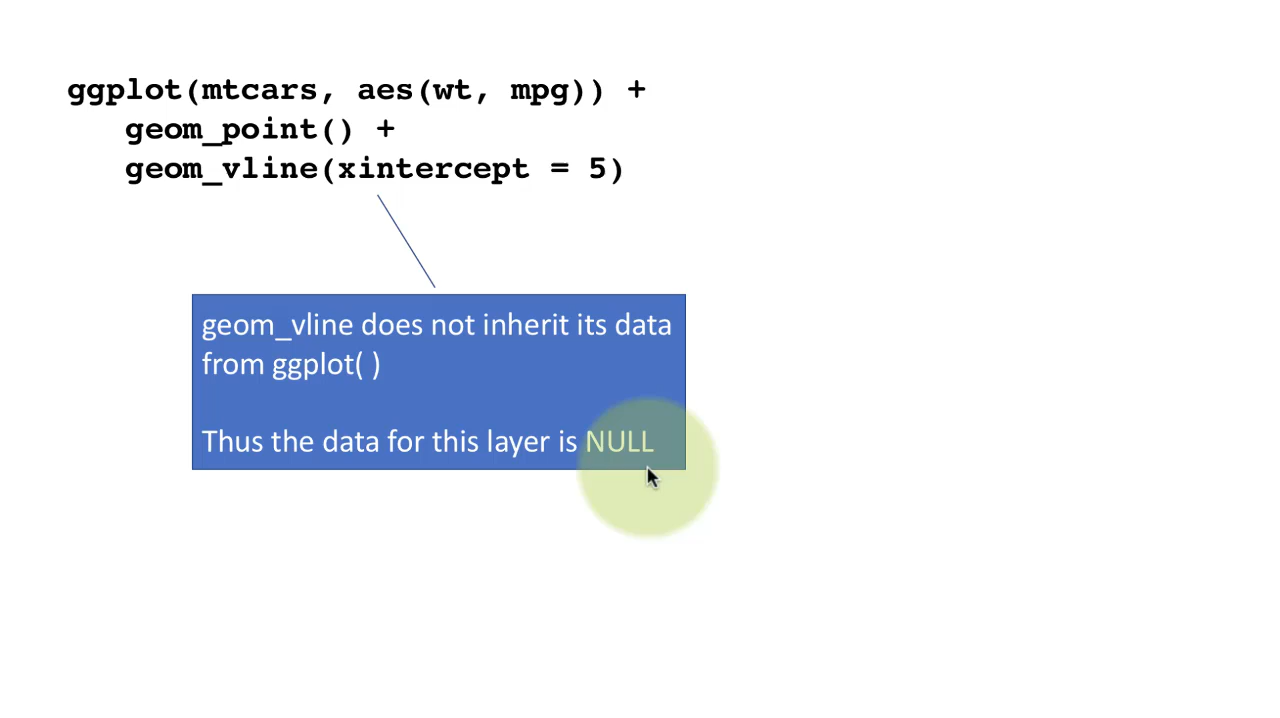 ggplot(mtcars, aes(wt, mpg)) +
geom_point() +
geom_vline(xintercept = 5)
geom_vline does not inherit its data
from ggplot( )
Thus the data for this layer is NULL